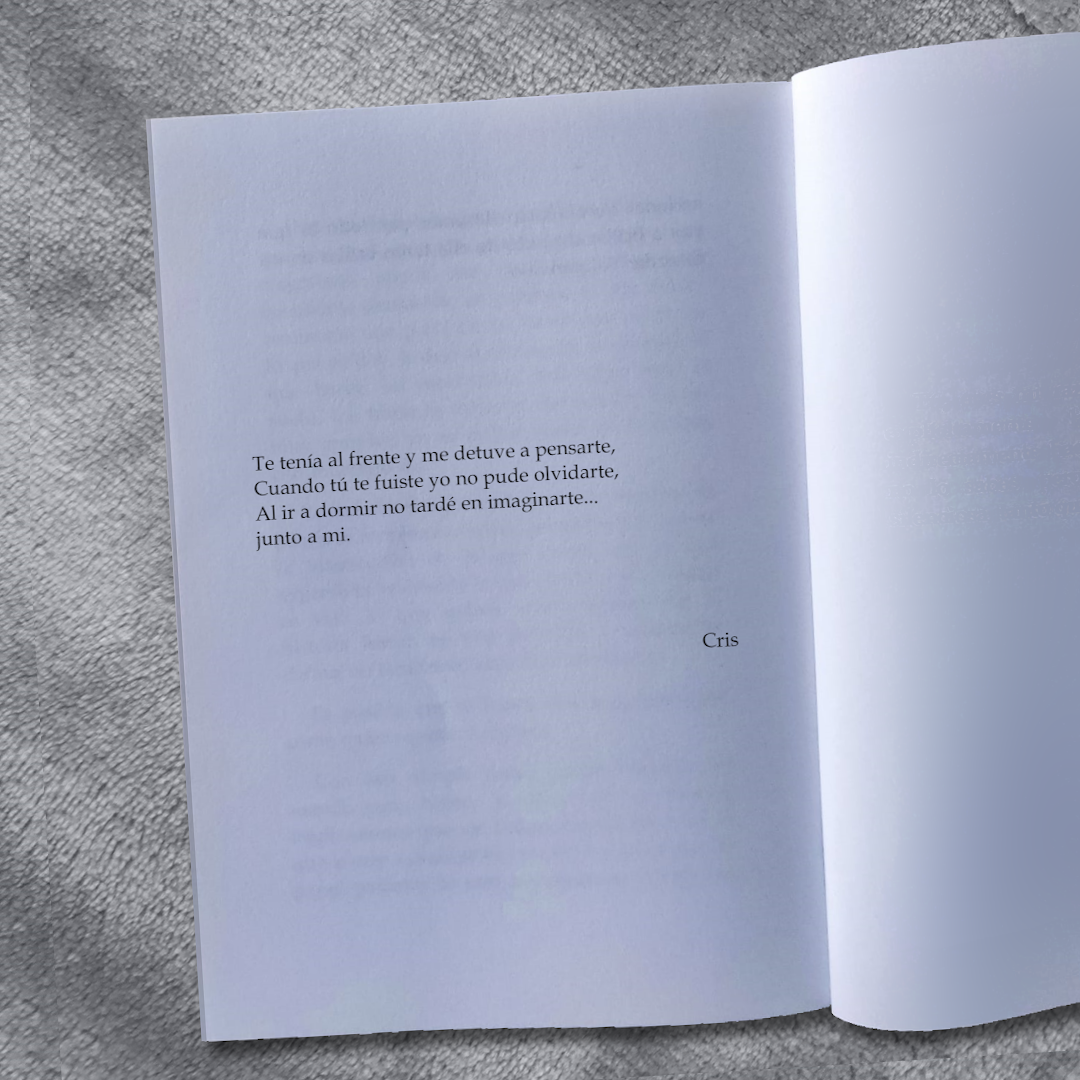 Te tenía al frente y me detuve a pensarte,
Cuando tú te fuiste yo no pude olvidarte,
Al ir a dormir no tardé en imaginarte...
junto a mi.
Cris